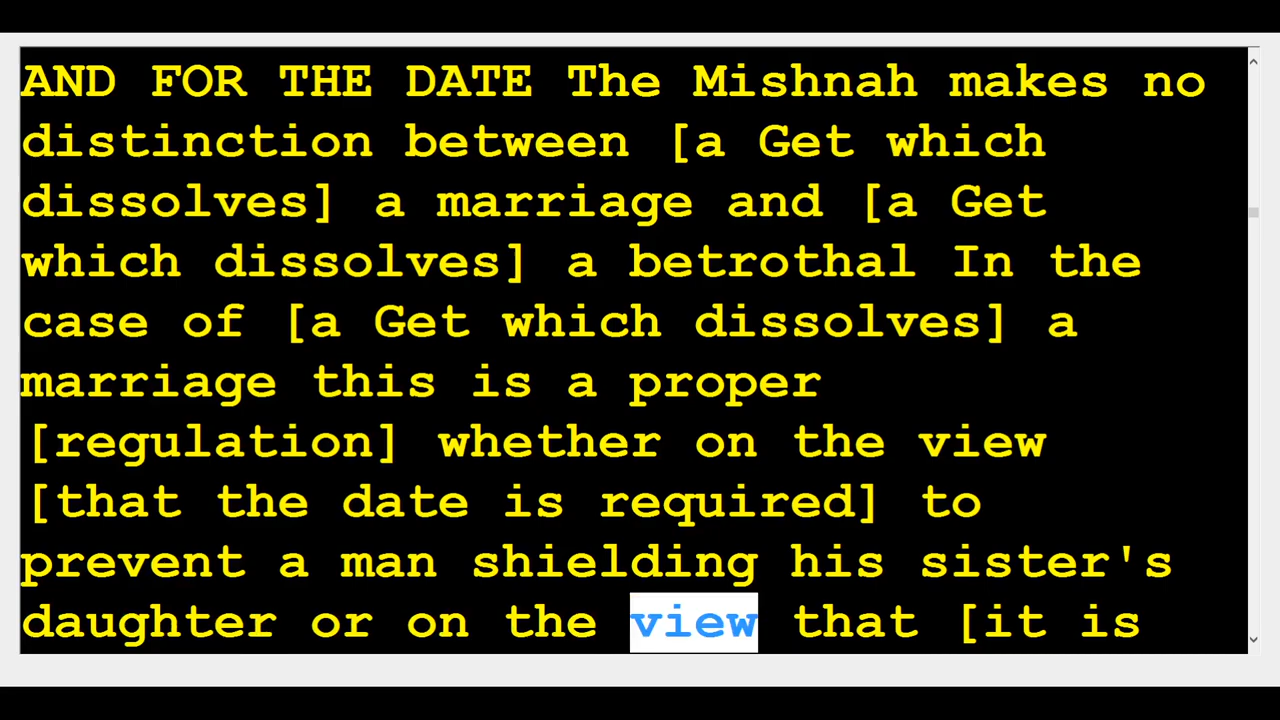 AND FOR THE DATE The Mishnah makes no
distinction between [a Get which
dissolves] a marriage and [a Get
which dissolves] a betrothal In the
case of [a Get which dissolves] a
marriage this is a proper
[regulation] whether on the view
[that the date is required] to
prevent a man shielding his sister's
daughter or on the view that [it is